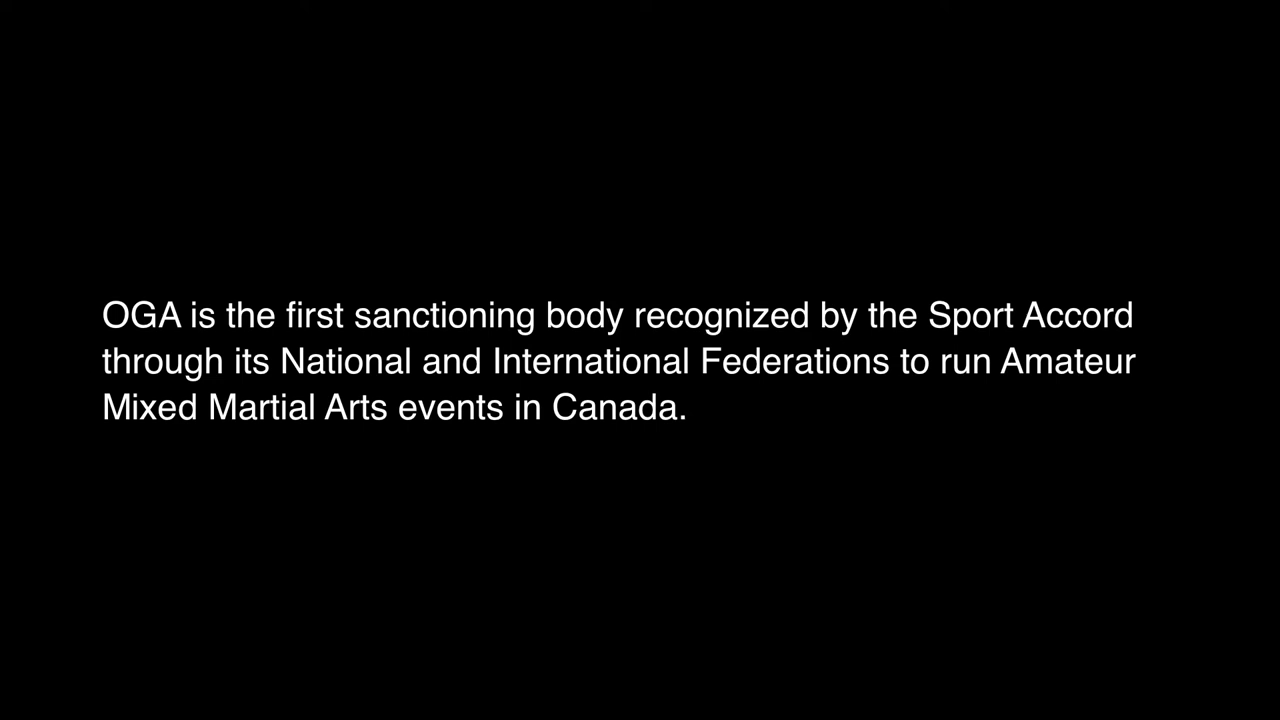 OGA is the first sanctioning body recognized by the Sport Accord
through its National and International Federations to run Amateur
Mixed Martial Arts events in Canada.